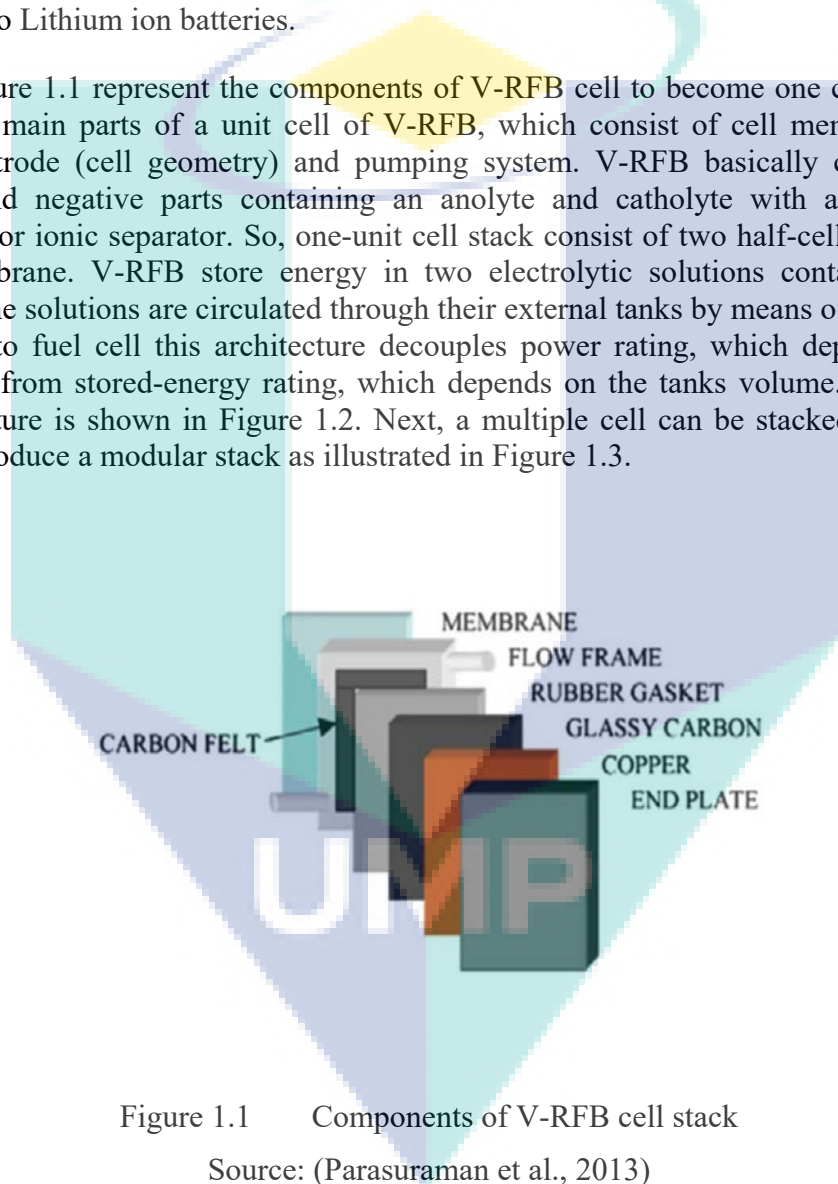 o Lithium ion batteries.
ure 1.1 represent the components of V-RFB cell to become one c
main parts of a unit cell of V-RFB, which consist of cell mem
trode (cell geometry) and pumping system. V-RFB basically c
d negative parts containing an anolyte and catholyte with a
or ionic separator. So, one-unit cell stack consist of two half-cell
brane. V-RFB store energy in two electrolytic solutions conta
e solutions are circulated through their external tanks by means o
to fuel cell this architecture decouples power rating, which dep
from stored-energy rating, which depends on the tanks volume.
ture is shown in Figure 1.2. Next, a multiple cell can be stacked
oduce a modular stack as illustrated in Figure 1.3.
MEMBRANE
FLOW FRAME
RUBBER GASKET
GLASSY CARBON
CARBON FELT
COPPER
END PLATE
UMP
Figure 1.1 Components of V-RFB cell stack
Source: (Parasuraman et al., 2013)